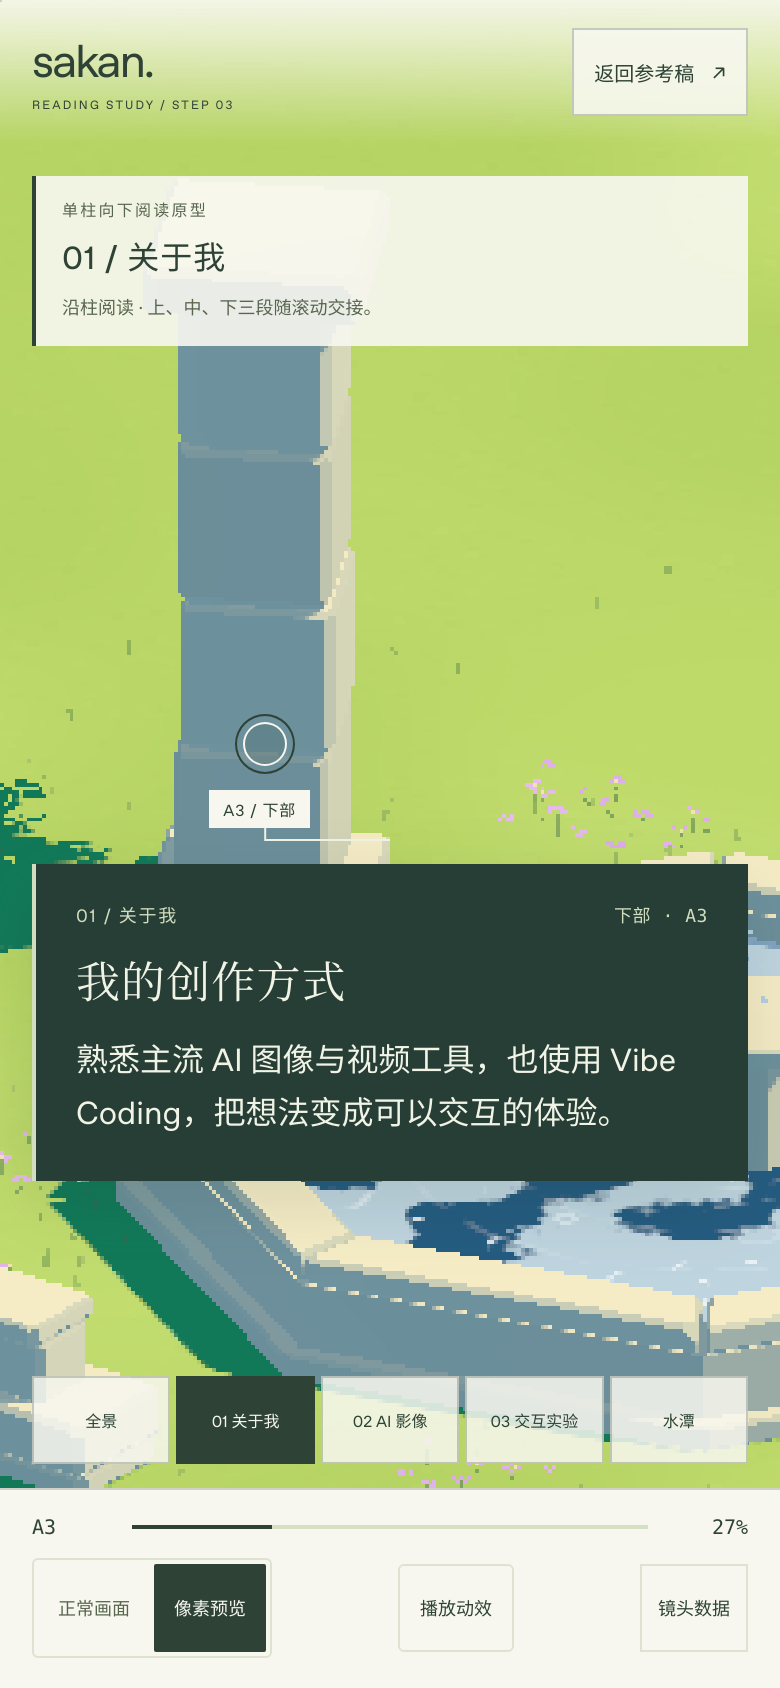 sakan.
READING STUDY / STEP 03
返回参考稿 ↗
单柱向下阅读原型
01 / 关于我
沿柱阅读 · 上、中、下三段随滚动交接。
A3 / 下部
01 / 关于我
下部 · A3
我的创作方式
熟悉主流 AI 图像与视频工具，也使用 Vibe
Coding，把想法变成可以交互的体验。
全景
01 关于我
02 AI 影像
03 交互实验
水潭
A3
27%
正常画面
像素预览
播放动效
镜头数据